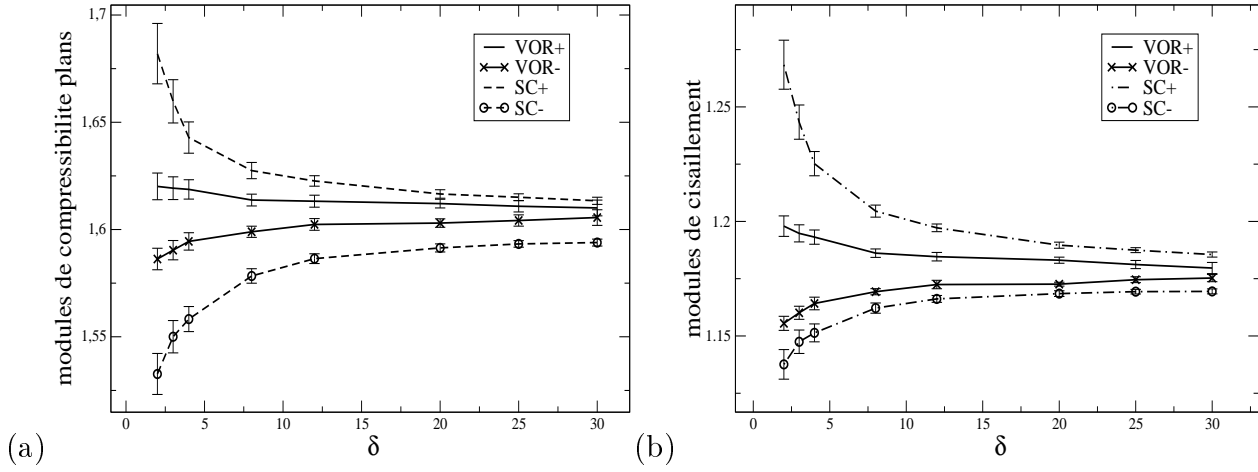 1,7
1,65
1,6
1,55
modules de compressibilite plans
VOR+
VOR-
SC+
SC-
0 5 10 15 20 25 30
δ
(a)
1.25
1.2
1.15
modules de cisaillement
VOR+
VOR-
SC+
SC-
0 5 10 15 20 25 30
δ
(b)